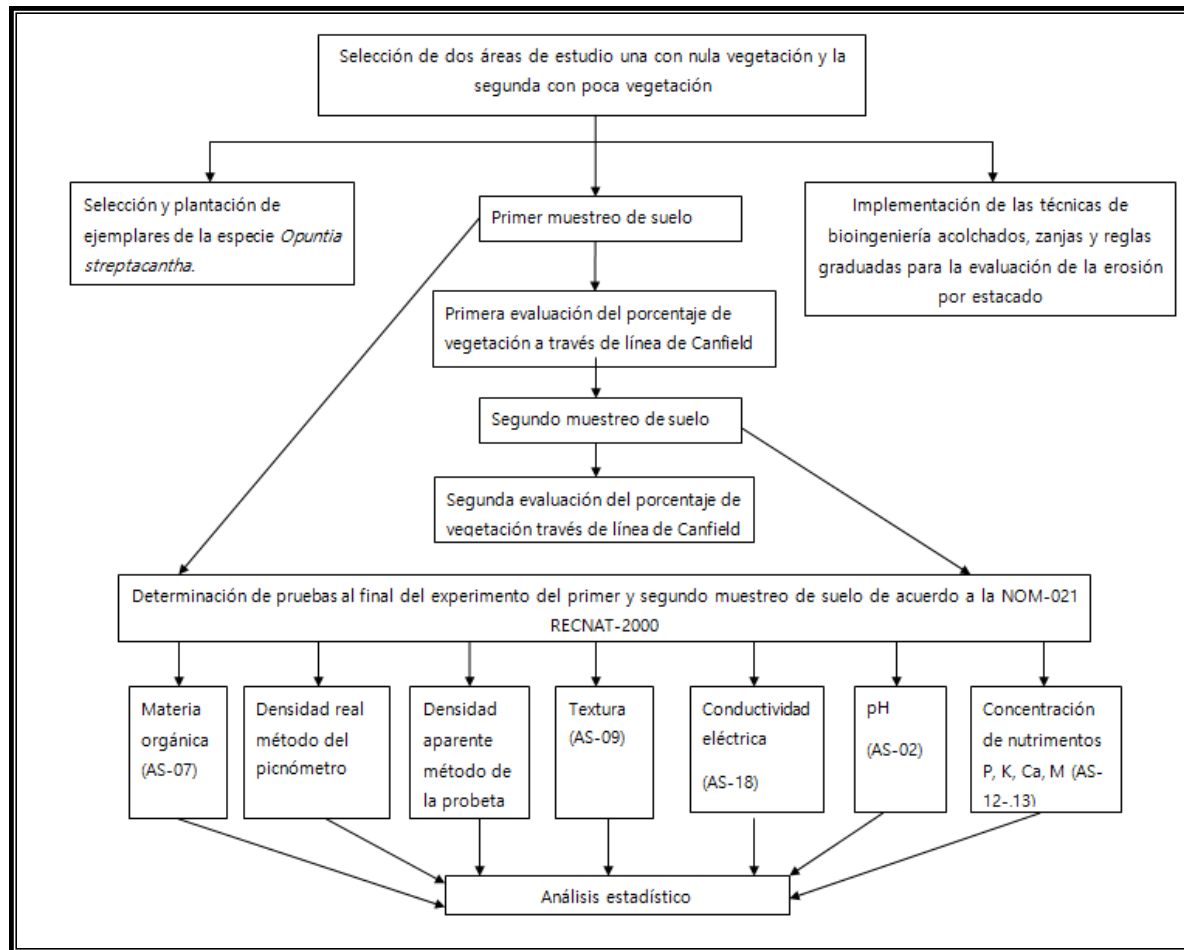 Selección de dos áreas de estudio una con nula vegetación y la
segunda con poca vegetación
Selección y plantación de
ejemplares de la especie Opuntia
streptacantha.
Primer muestreo de suelo
Implementación de las técnicas de
bioingeniería acolchados, zanjas y reglas
graduadas para la evaluación de la erosión
por estacado
Primera evaluación del porcentaje de
vegetación a través de línea de Canfield
Segundo muestreo de suelo
Segunda evaluación del porcentaje de
vegetación través de línea de Canfield
Determinación de pruebas al final del experimento del primer y segundo muestreo de suelo de acuerdo a la NOM-021
RECNAT-2000
Materia
orgánica
(AS-07)
Densidad real
método del
picnómetro
Densidad
aparente
método de
la probeta
Textura
(AS-09)
Conductividad
eléctrica
(AS-18)
pH
(AS-02)
Concentración
de nutrimentos
P, K, Ca, M (AS-
12-.13)
Análisis estadístico